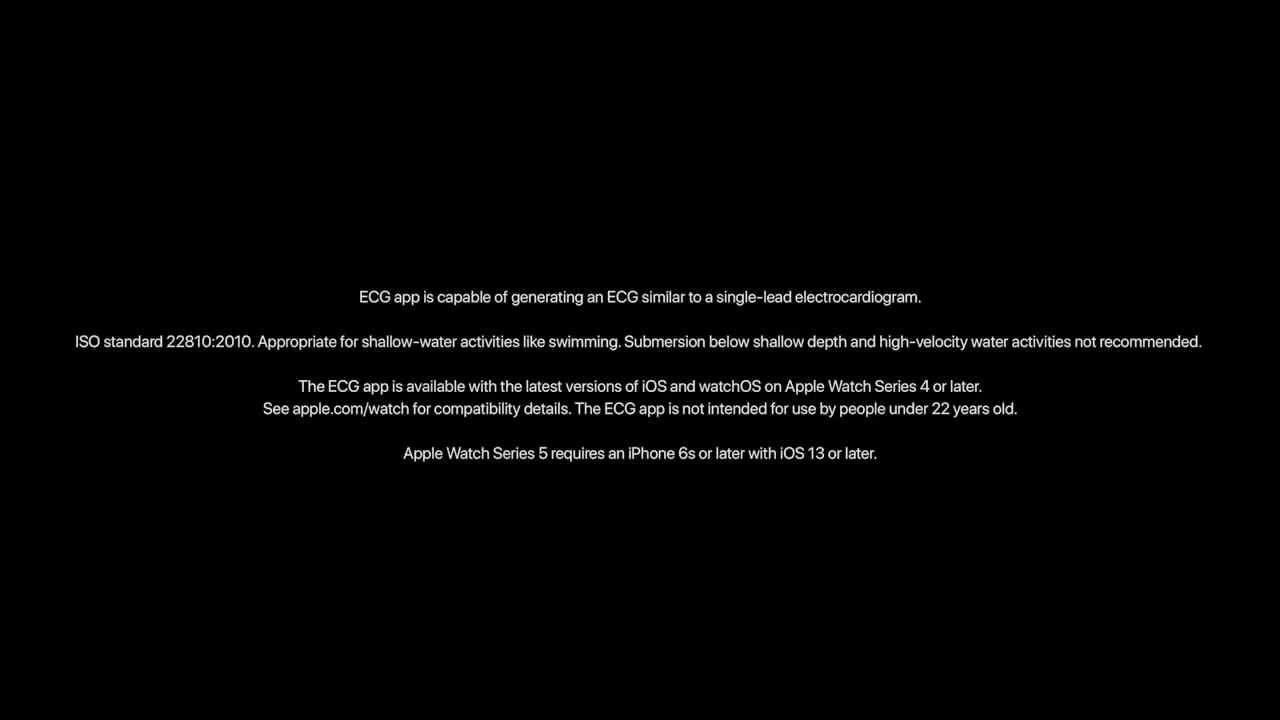 ECG app is capable of generating an ECG similar to a single-lead electrocardiogram.
ISO standard 22810:2010. Appropriate for shallow-water activities like swimming. Submersion below shallow depth and high-velocity water activities not recommended.
The ECG app is available with the latest versions of iOS and watchOS on Apple Watch Series 4 or later.
See apple.com/watch for compatibility details. The ECG app is not intended for use by people under 22 years old.
Apple Watch Series 5 requires an iPhone 6s or later with iOS 13 or later.